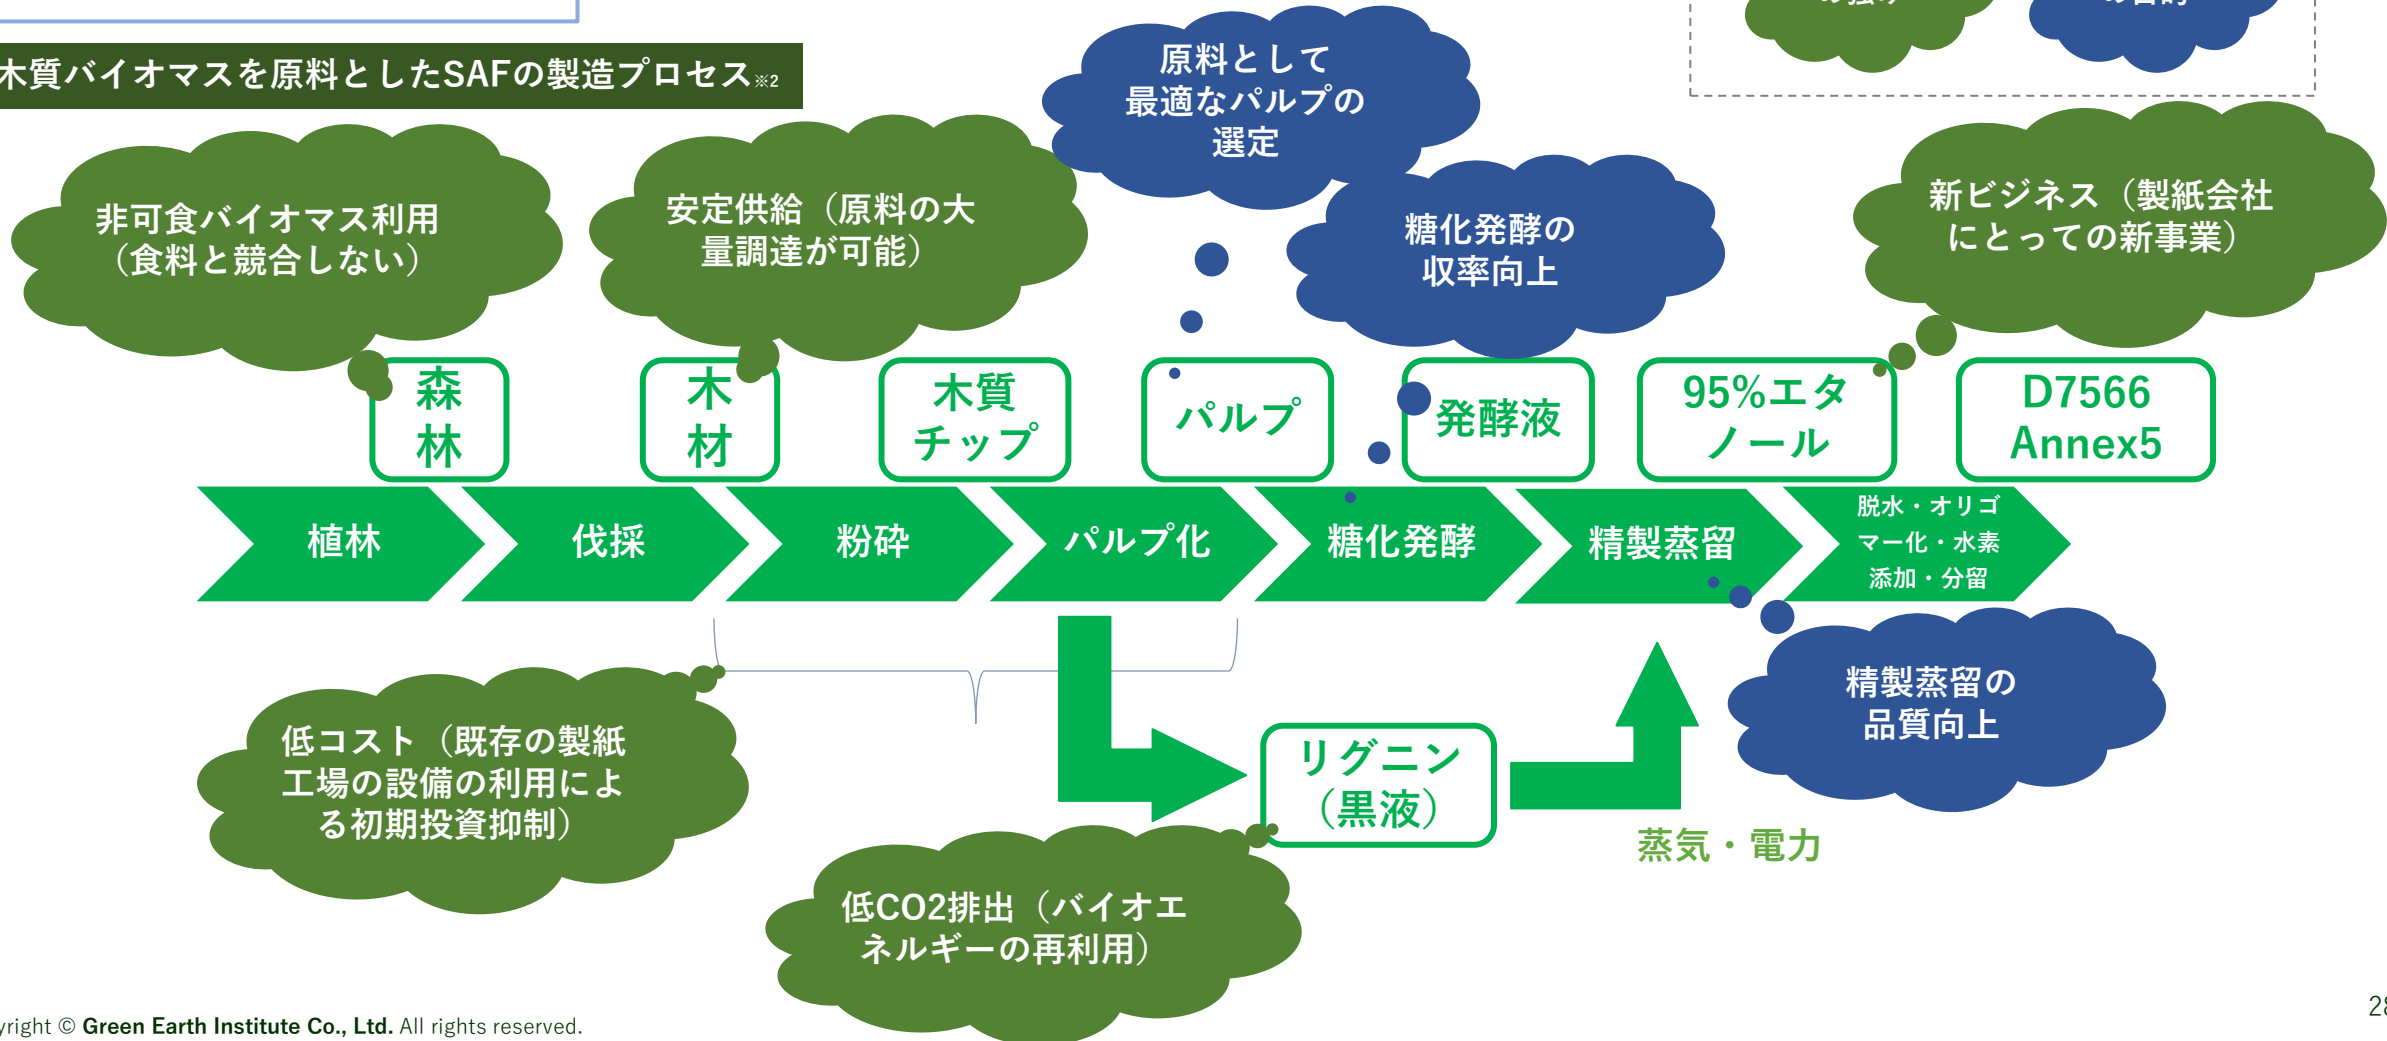 の強み
の目的
木質バイオマスを原料としたSAFの製造プロセス※2
原料として
最適なパルプの
選定
非可食バイオマス利用
（食料と競合しない）
安定供給（原料の大
量調達が可能）
糖化発酵の
収率向上
新ビジネス（製紙会社
にとっての新事業）
森
林
木
材
木質
チップ
パルプ
発酵液
95%エタ
ノール
D7566
Annex5
植林
伐採
粉砕
パルプ化
糖化発酵
精製蒸留
脱水・オリゴ
マー化・水素
添加・分留
低コスト（既存の製紙
工場の設備の利用によ
る初期投資抑制）
リグニン
（黒液）
蒸気・電力
精製蒸留の
品質向上
低CO2排出（バイオエ
ネルギーの再利用）
yright © Green Earth Institute Co., Ltd. All rights reserved.
28